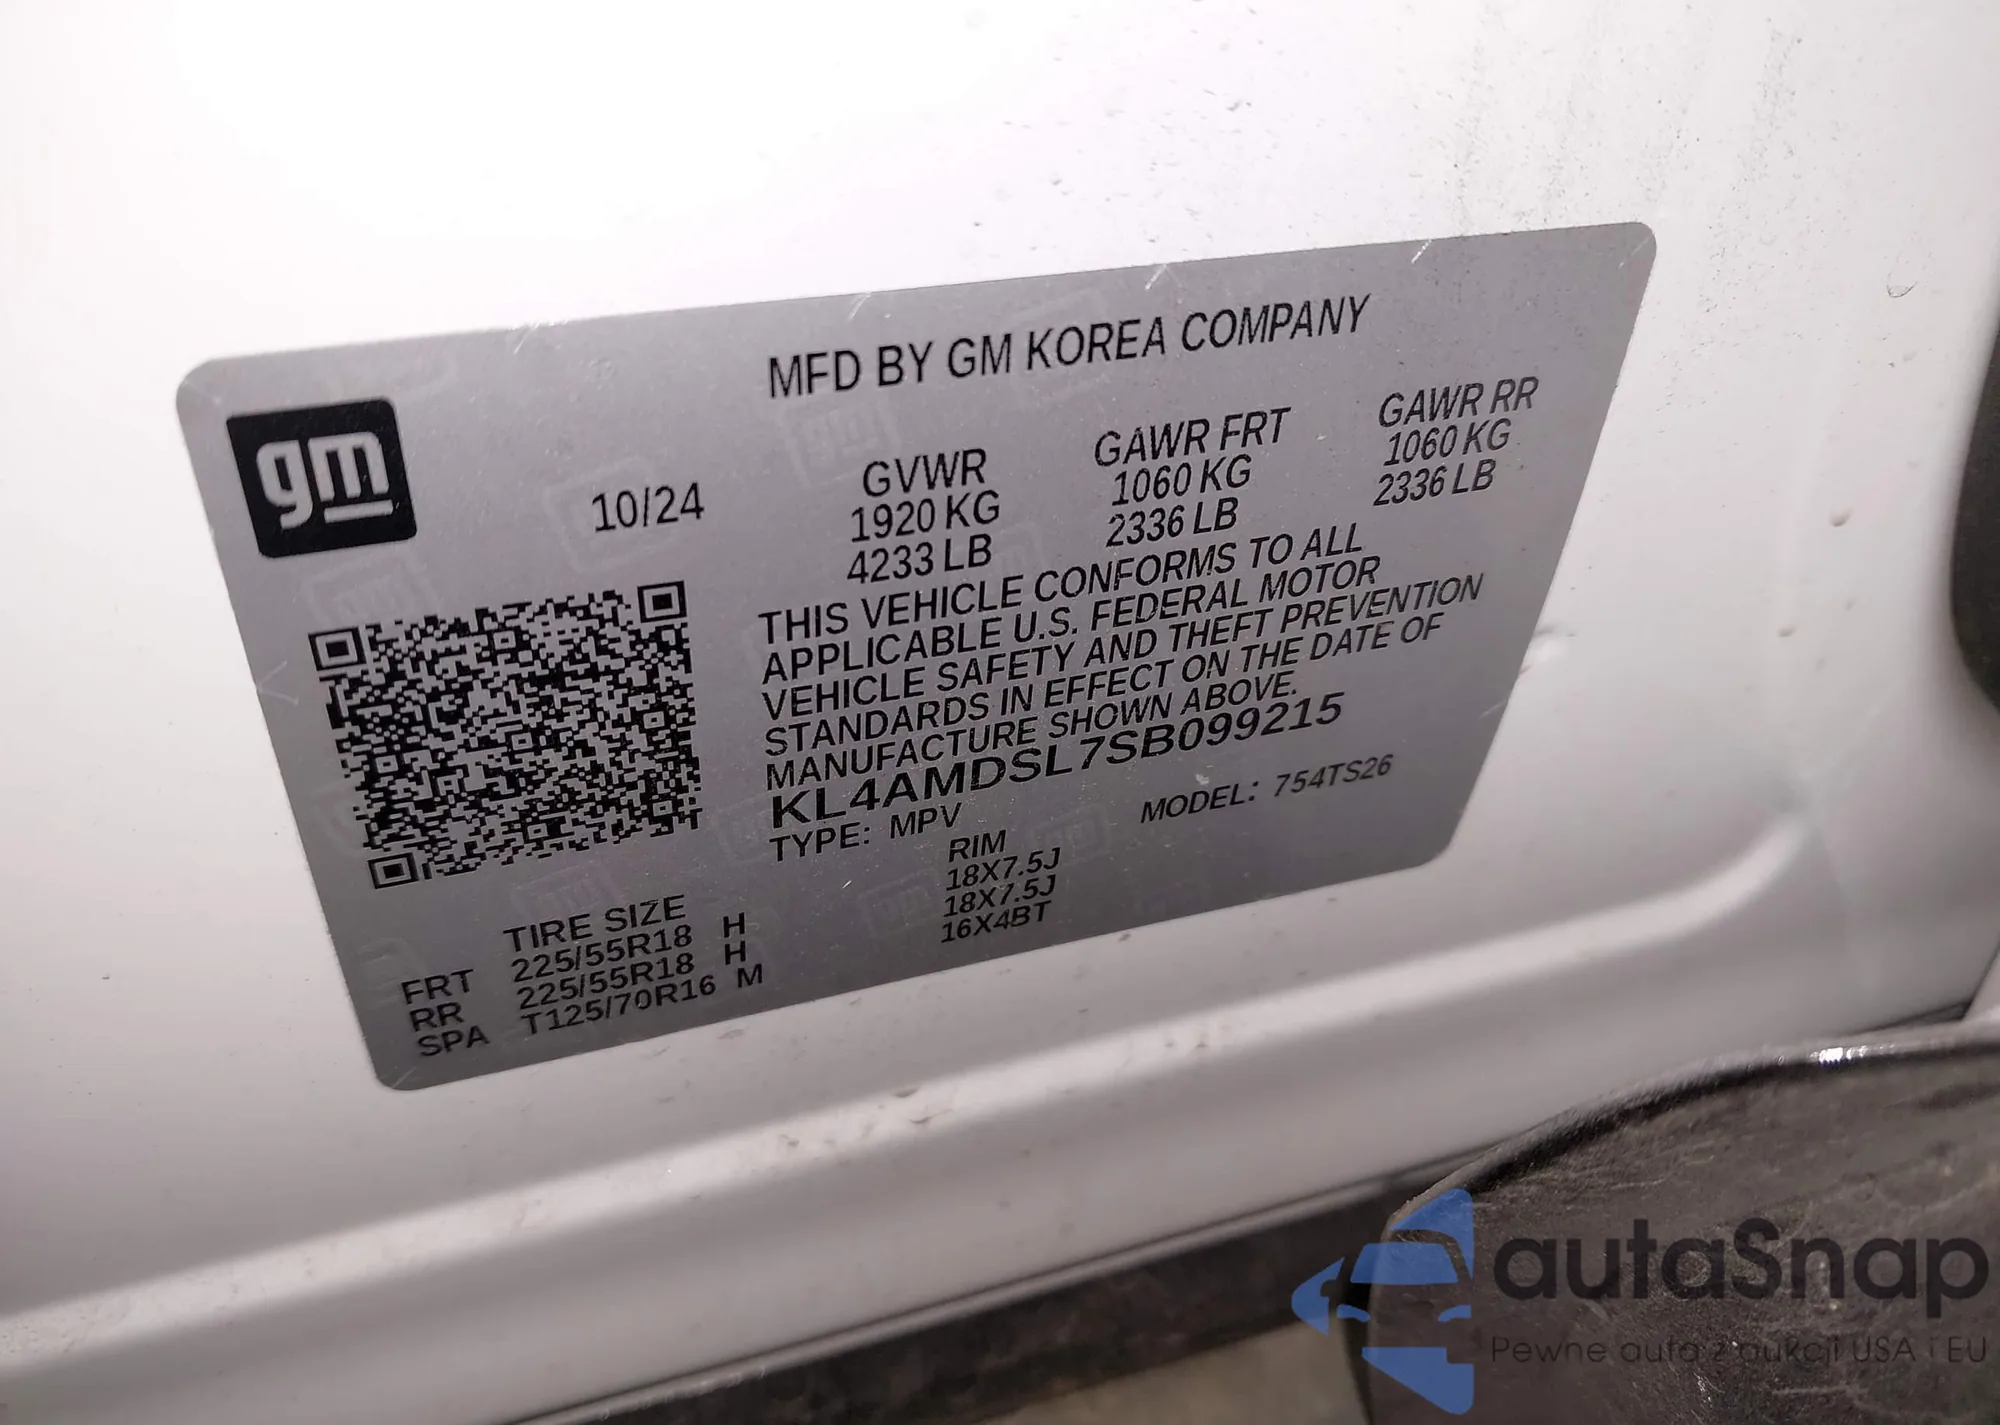 MFD BY GM KOREA COMPANY
gm
10/24
GVWR
1920 KG
4233 LB
GAWR FRT
1060 KG
2336 LB
GAWR RR
1060 KG
2336 LB
THIS VEHICLE CONFORMS TO ALL
APPLICABLE U.S. FEDERAL MOTOR
VEHICLE SAFETY AND THEFT PREVENTION
STANDARDS IN EFFECT ON THE DATE OF
MANUFACTURE SHOWN ABOVE.
KL4AMDSL7SB099215
TYPE: MPV
MODEL: 754TS26
TIRE SIZE RIM
FRT 225/55R18 H 18X7.5J
RR 225/55R18 H 18X7.5J
SPA T125/70R16 M 16X4BT
autaSnap
Pewne auta z aukcji USA i EU